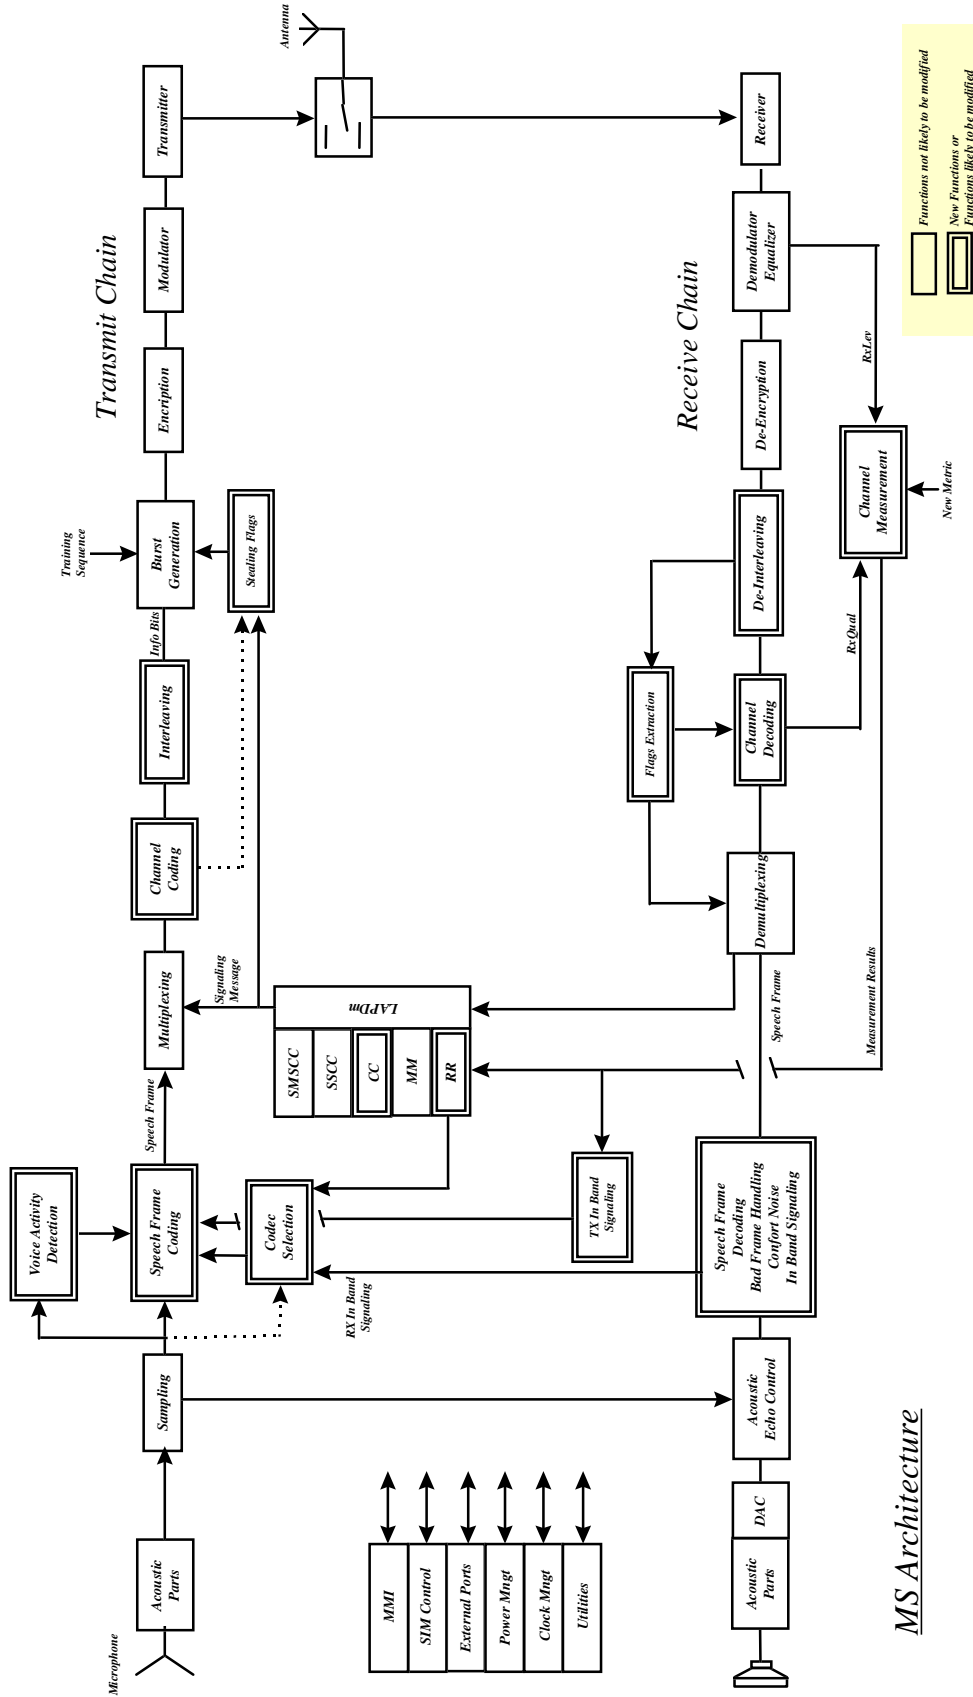 Microphone
Acoustic
Parts
Sampling
Voice Activity
Detection
Speech Frame
Coding
Speech Frame
Multiplexing
Channel
Coding
Interleaving
Info Bits
Training
Sequence
Burst
Generation
Encription
Modulator
Transmitter
Transmit Chain
Antenna
Codec
Selection
RX In Band
Signaling
Signaling
Message
Stealing Flags
SMSCC
SSCC
CC
MM
RR
LAPDm
TX In Band
Signaling
MMI
SIM Control
External Ports
Power Mngt
Clock Mngt
Utilities
Acoustic
Parts
DAC
Acoustic
Echo Control
Speech Frame
Decoding
Bad Frame Handling
Confort Noise
In Band Signaling
Speech Frame
Demultiplexing
Flags Extraction
Channel
Decoding
De-Interleaving
De-Encryption
Demodulator
Equalizer
Receiver
Receive Chain
Measurement Results
RxQual
New Metric
Channel
Measurement
RxLev
MS Architecture
Functions not likely to be modified
New Functions or
Functions likely to be modified